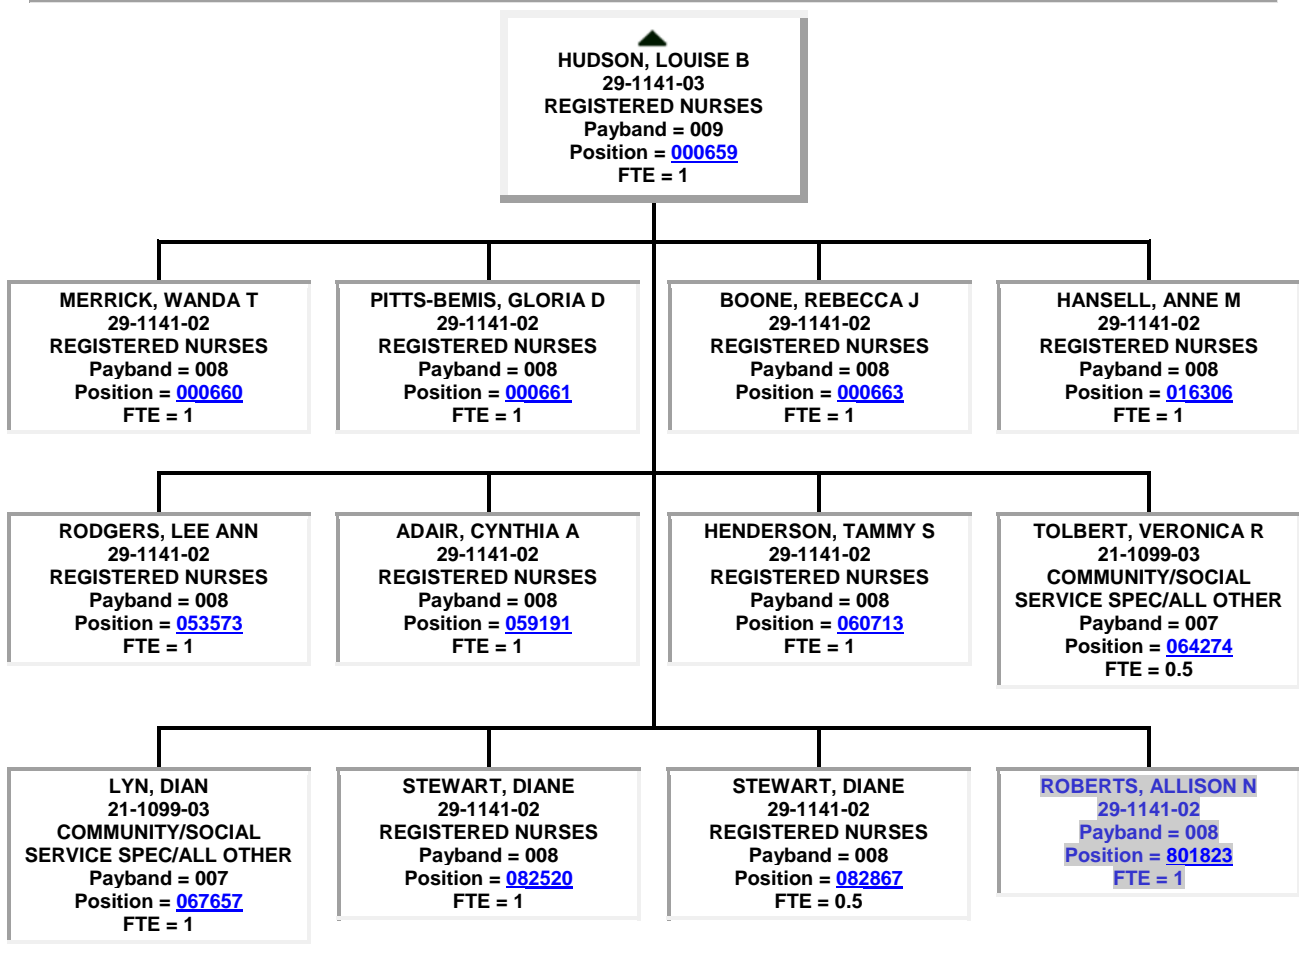 HUDSON, LOUISE B
29-1141-03
REGISTERED NURSES
Payband = 009
Position = 000659
FTE = 1
MERRICK, WANDA T
29-1141-02
REGISTERED NURSES
Payband = 008
Position = 000660
FTE = 1
PITTS-BEMIS, GLORIA D
29-1141-02
REGISTERED NURSES
Payband = 008
Position = 000661
FTE = 1
BOONE, REBECCA J
29-1141-02
REGISTERED NURSES
Payband = 008
Position = 000663
FTE = 1
HANSELL, ANNE M
29-1141-02
REGISTERED NURSES
Payband = 008
Position = 016306
FTE = 1
RODGERS, LEE ANN
29-1141-02
REGISTERED NURSES
Payband = 008
Position = 053573
FTE = 1
ADAIR, CYNTHIA A
29-1141-02
REGISTERED NURSES
Payband = 008
Position = 059191
FTE = 1
HENDERSON, TAMMY S
29-1141-02
REGISTERED NURSES
Payband = 008
Position = 060713
FTE = 1
TOLBERT, VERONICA R
21-1099-03
COMMUNITY/SOCIAL
SERVICE SPEC/ALL OTHER
Payband = 007
Position = 064274
FTE = 0.5
LYN, DIAN
21-1099-03
COMMUNITY/SOCIAL
SERVICE SPEC/ALL OTHER
Payband = 007
Position = 067657
FTE = 1
STEWART, DIANE
29-1141-02
REGISTERED NURSES
Payband = 008
Position = 082520
FTE = 1
STEWART, DIANE
29-1141-02
REGISTERED NURSES
Payband = 008
Position = 082867
FTE = 0.5
ROBERTS, ALLISON N
29-1141-02
Payband = 008
Position = 801823
FTE = 1